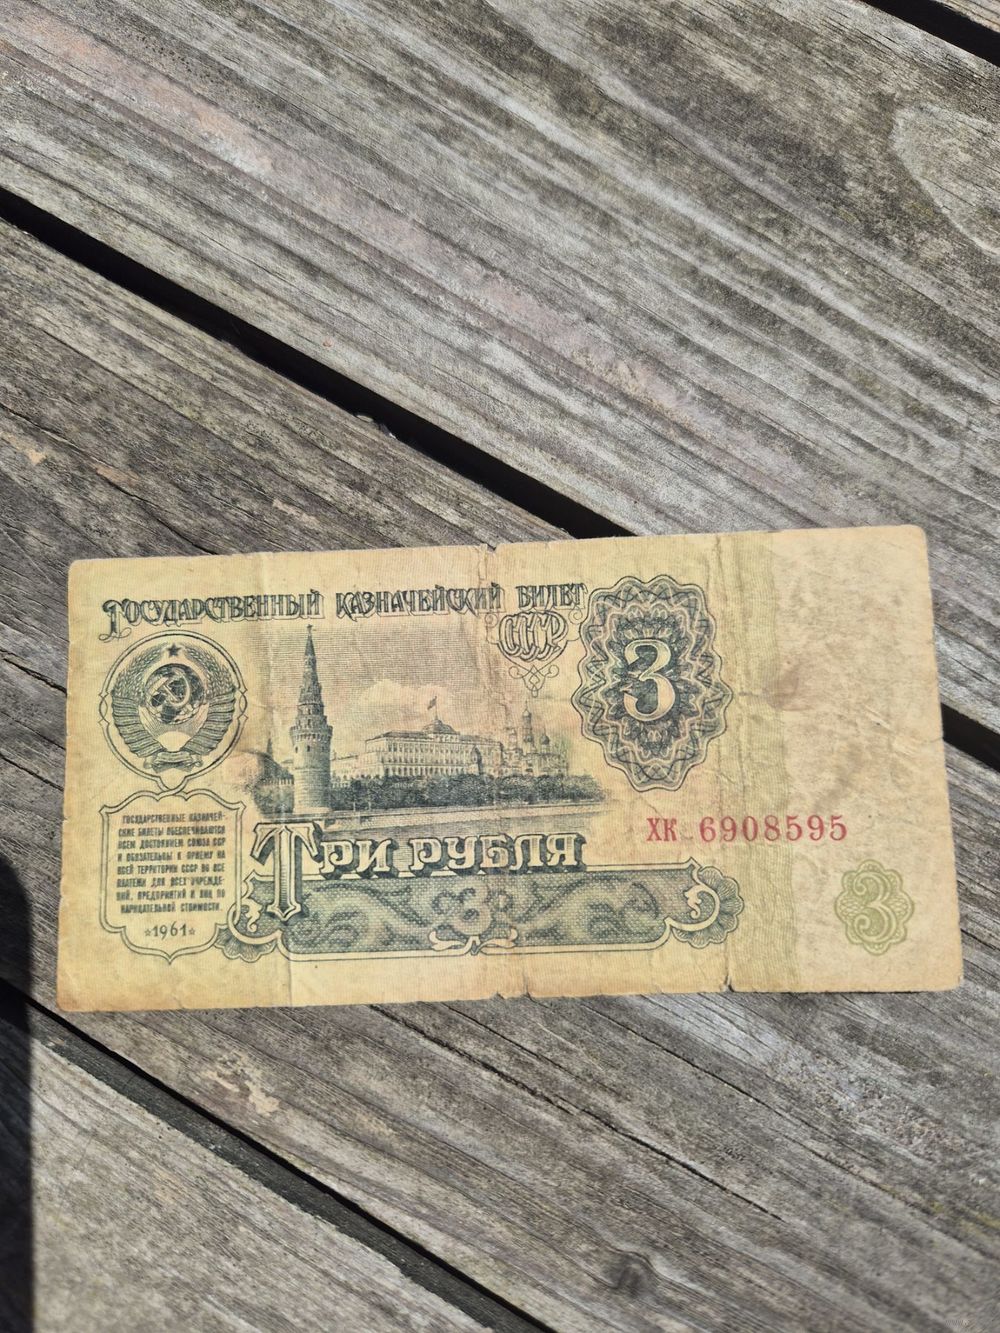 ГОСУДАРСТВЕННЫЙ КАЗНАЧЕЙСКИЙ БИЛЕТ
СССР
3
ХК 6908595
ТРИ РУБЛЯ
3
3
ГОСУДАРСТВЕННЫЕ КАЗНАЧЕЙ-
СКИЕ БИЛЕТЫ ОБЕСПЕЧИВАЮТСЯ
ВСЕМ ДОСТОЯНИЕМ СОЮЗА ССР
И ОБЯЗАТЕЛЬНЫ К ПРИЕМУ НА
ВСЕЙ ТЕРРИТОРИИ СССР ВО ВСЕ
ПЛАТЕЖИ ДЛЯ ВСЕХ УЧРЕЖДЕ-
НИЙ, ПРЕДПРИЯТИЙ И ЛИЦ ПО
НАРИЦАТЕЛЬНОЙ СТОИМОСТИ.
1961